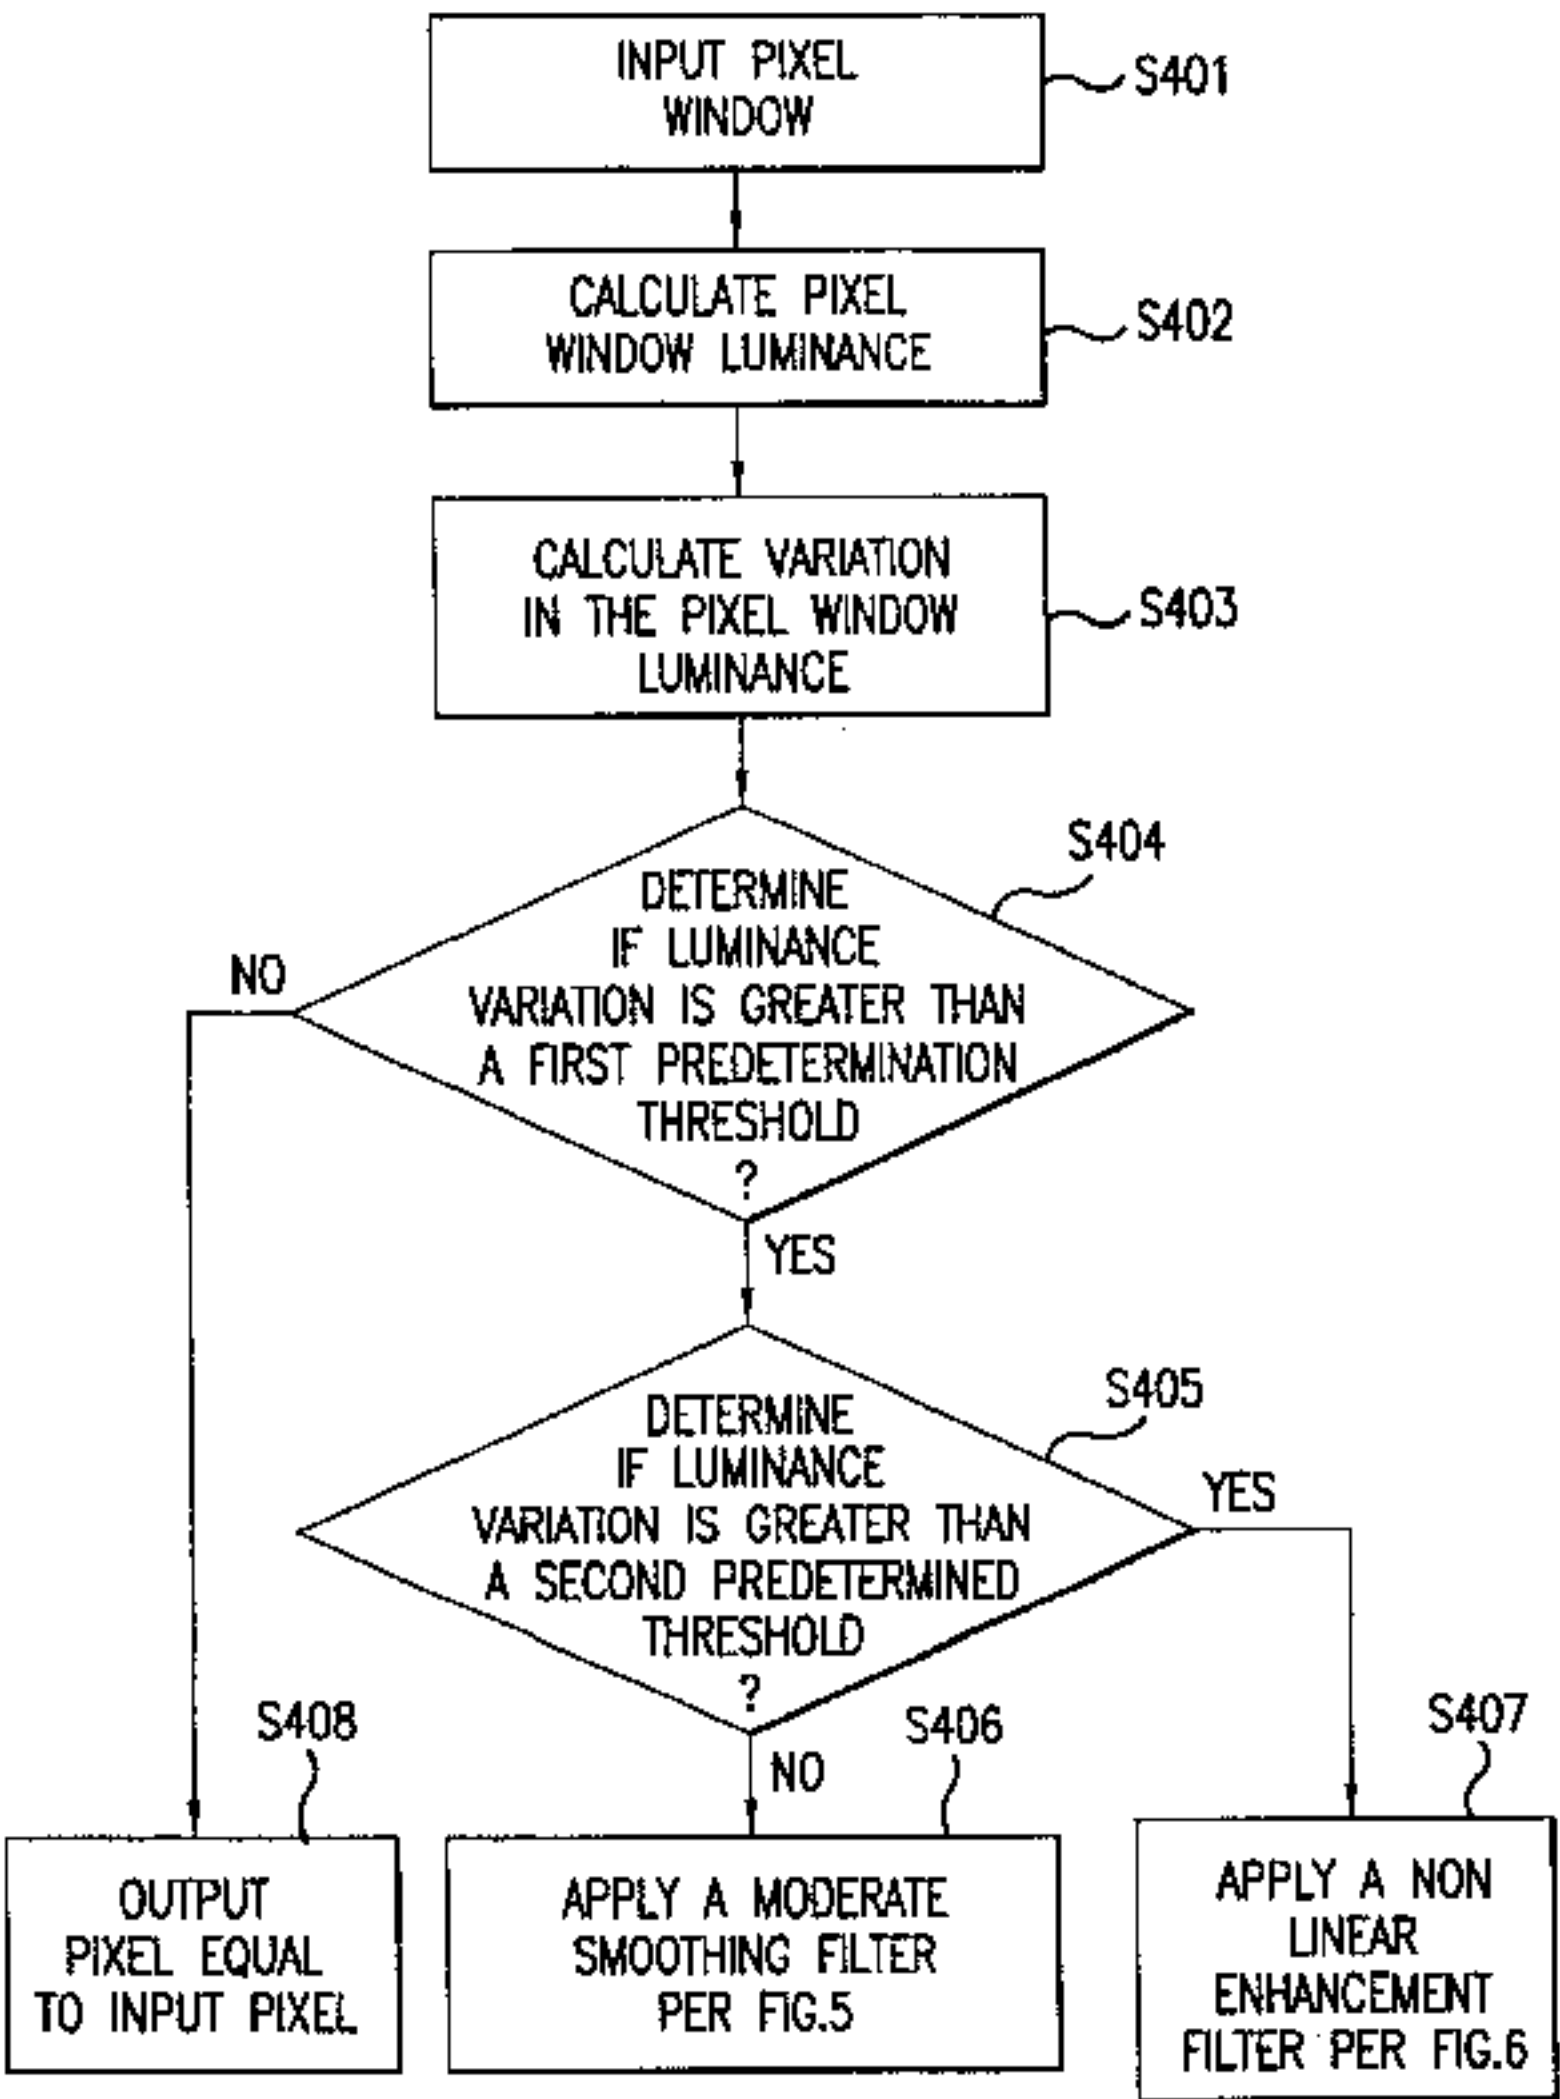 INPUT PIXEL
WINDOW
S401
CALCULATE PIXEL
WINDOW LUMINANCE
S402
CALCULATE VARIATION
IN THE PIXEL WINDOW
LUMINANCE
S403
S404
DETERMINE
IF LUMINANCE
VARIATION IS GREATER THAN
A FIRST PREDETERMINATION
THRESHOLD
?
NO
YES
S405
DETERMINE
IF LUMINANCE
VARIATION IS GREATER THAN
A SECOND PREDETERMINED
THRESHOLD
?
YES
NO
S408
OUTPUT
PIXEL EQUAL
TO INPUT PIXEL
S406
APPLY A MODERATE
SMOOTHING FILTER
PER FIG.5
S407
APPLY A NON
LINEAR
ENHANCEMENT
FILTER PER FIG.6